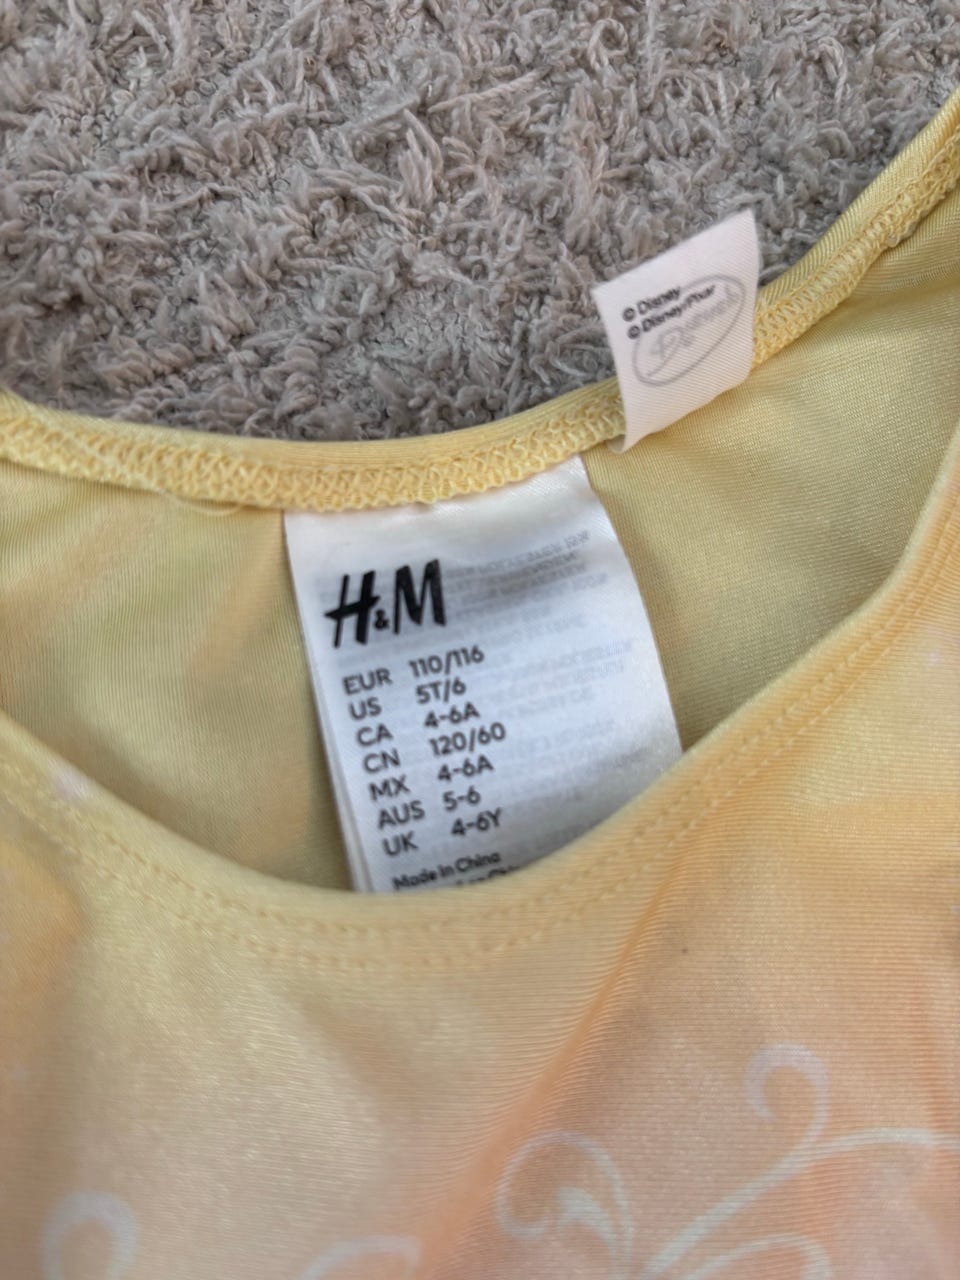 © Disney
© Disney/Pixar
H&M
EUR 110/116
US 5T/6
CA 4-6A
CN 120/60
MX 4-6A
AUS 5-6
UK 4-6Y
Made in China